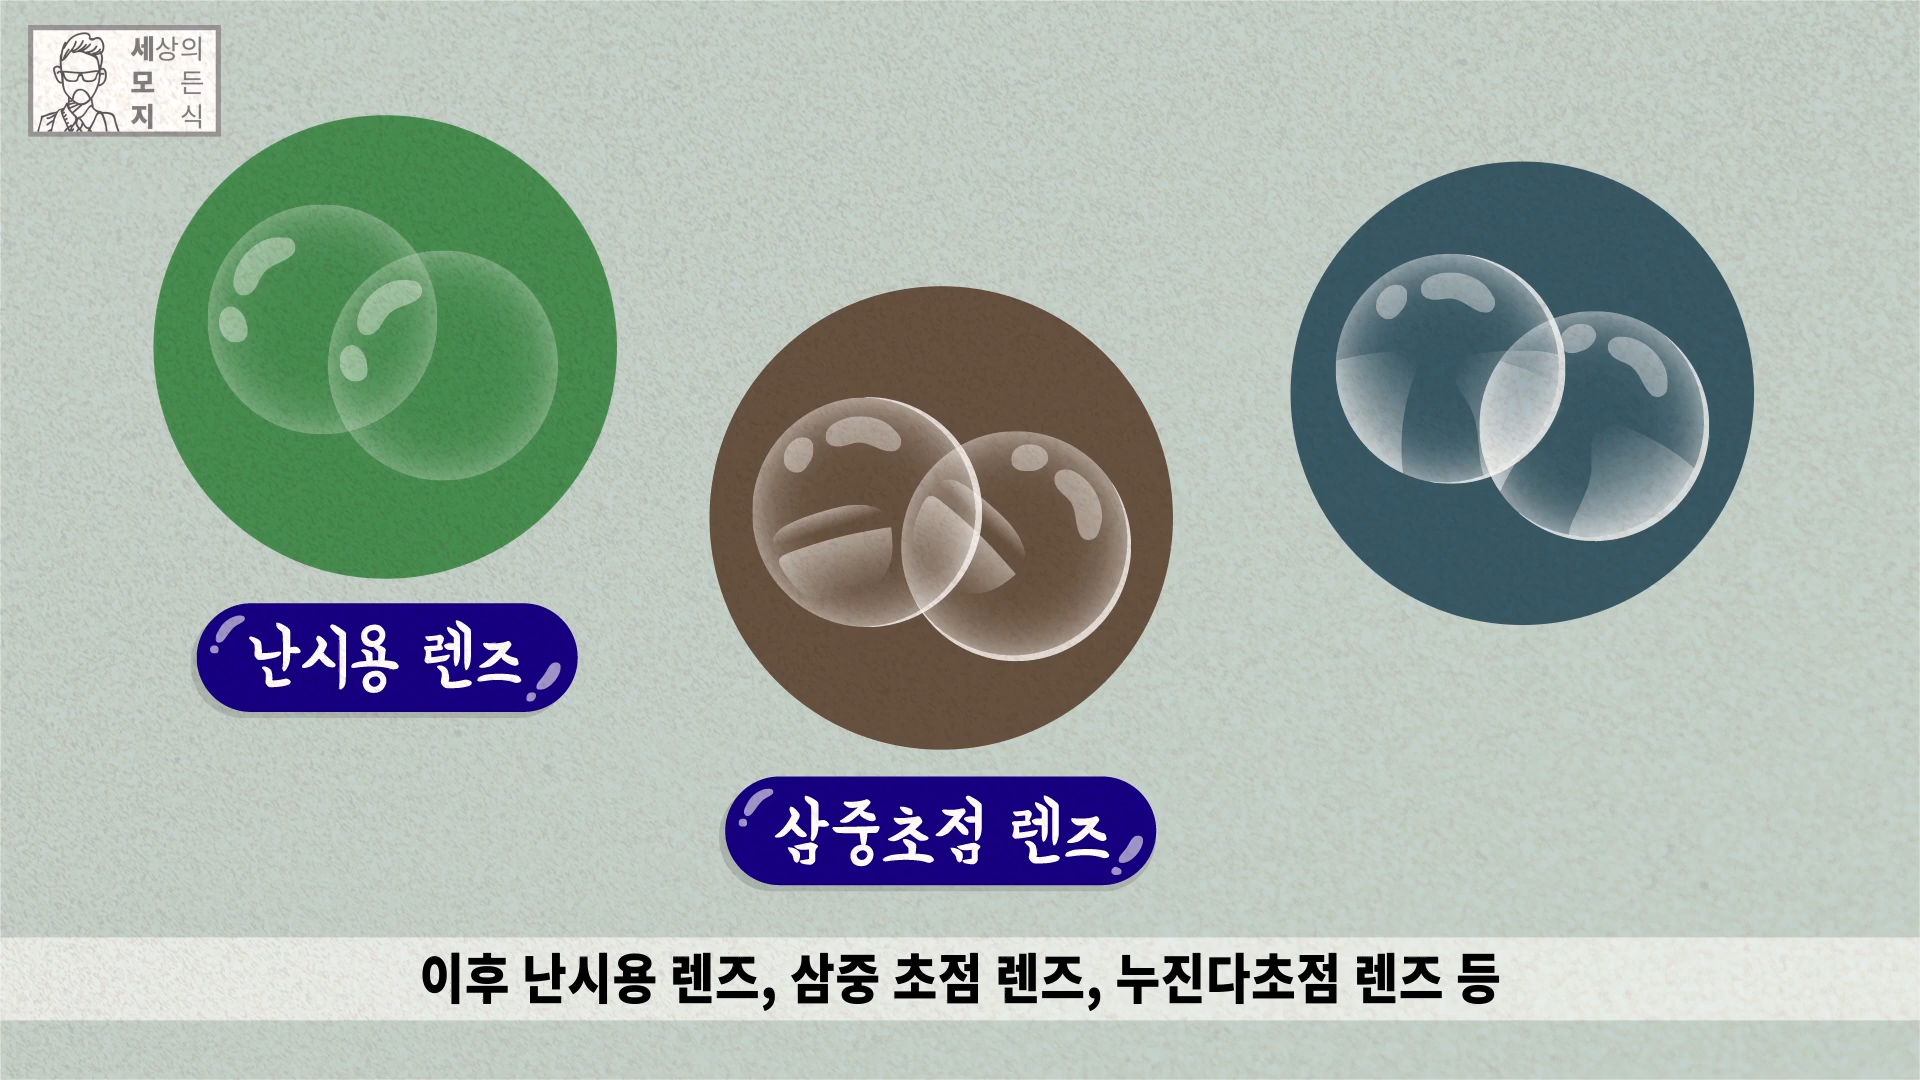 세상의
모든
지식
난시용 렌즈
삼중초점 렌즈
이후 난시용 렌즈, 삼중 초점 렌즈, 누진다초점 렌즈 등